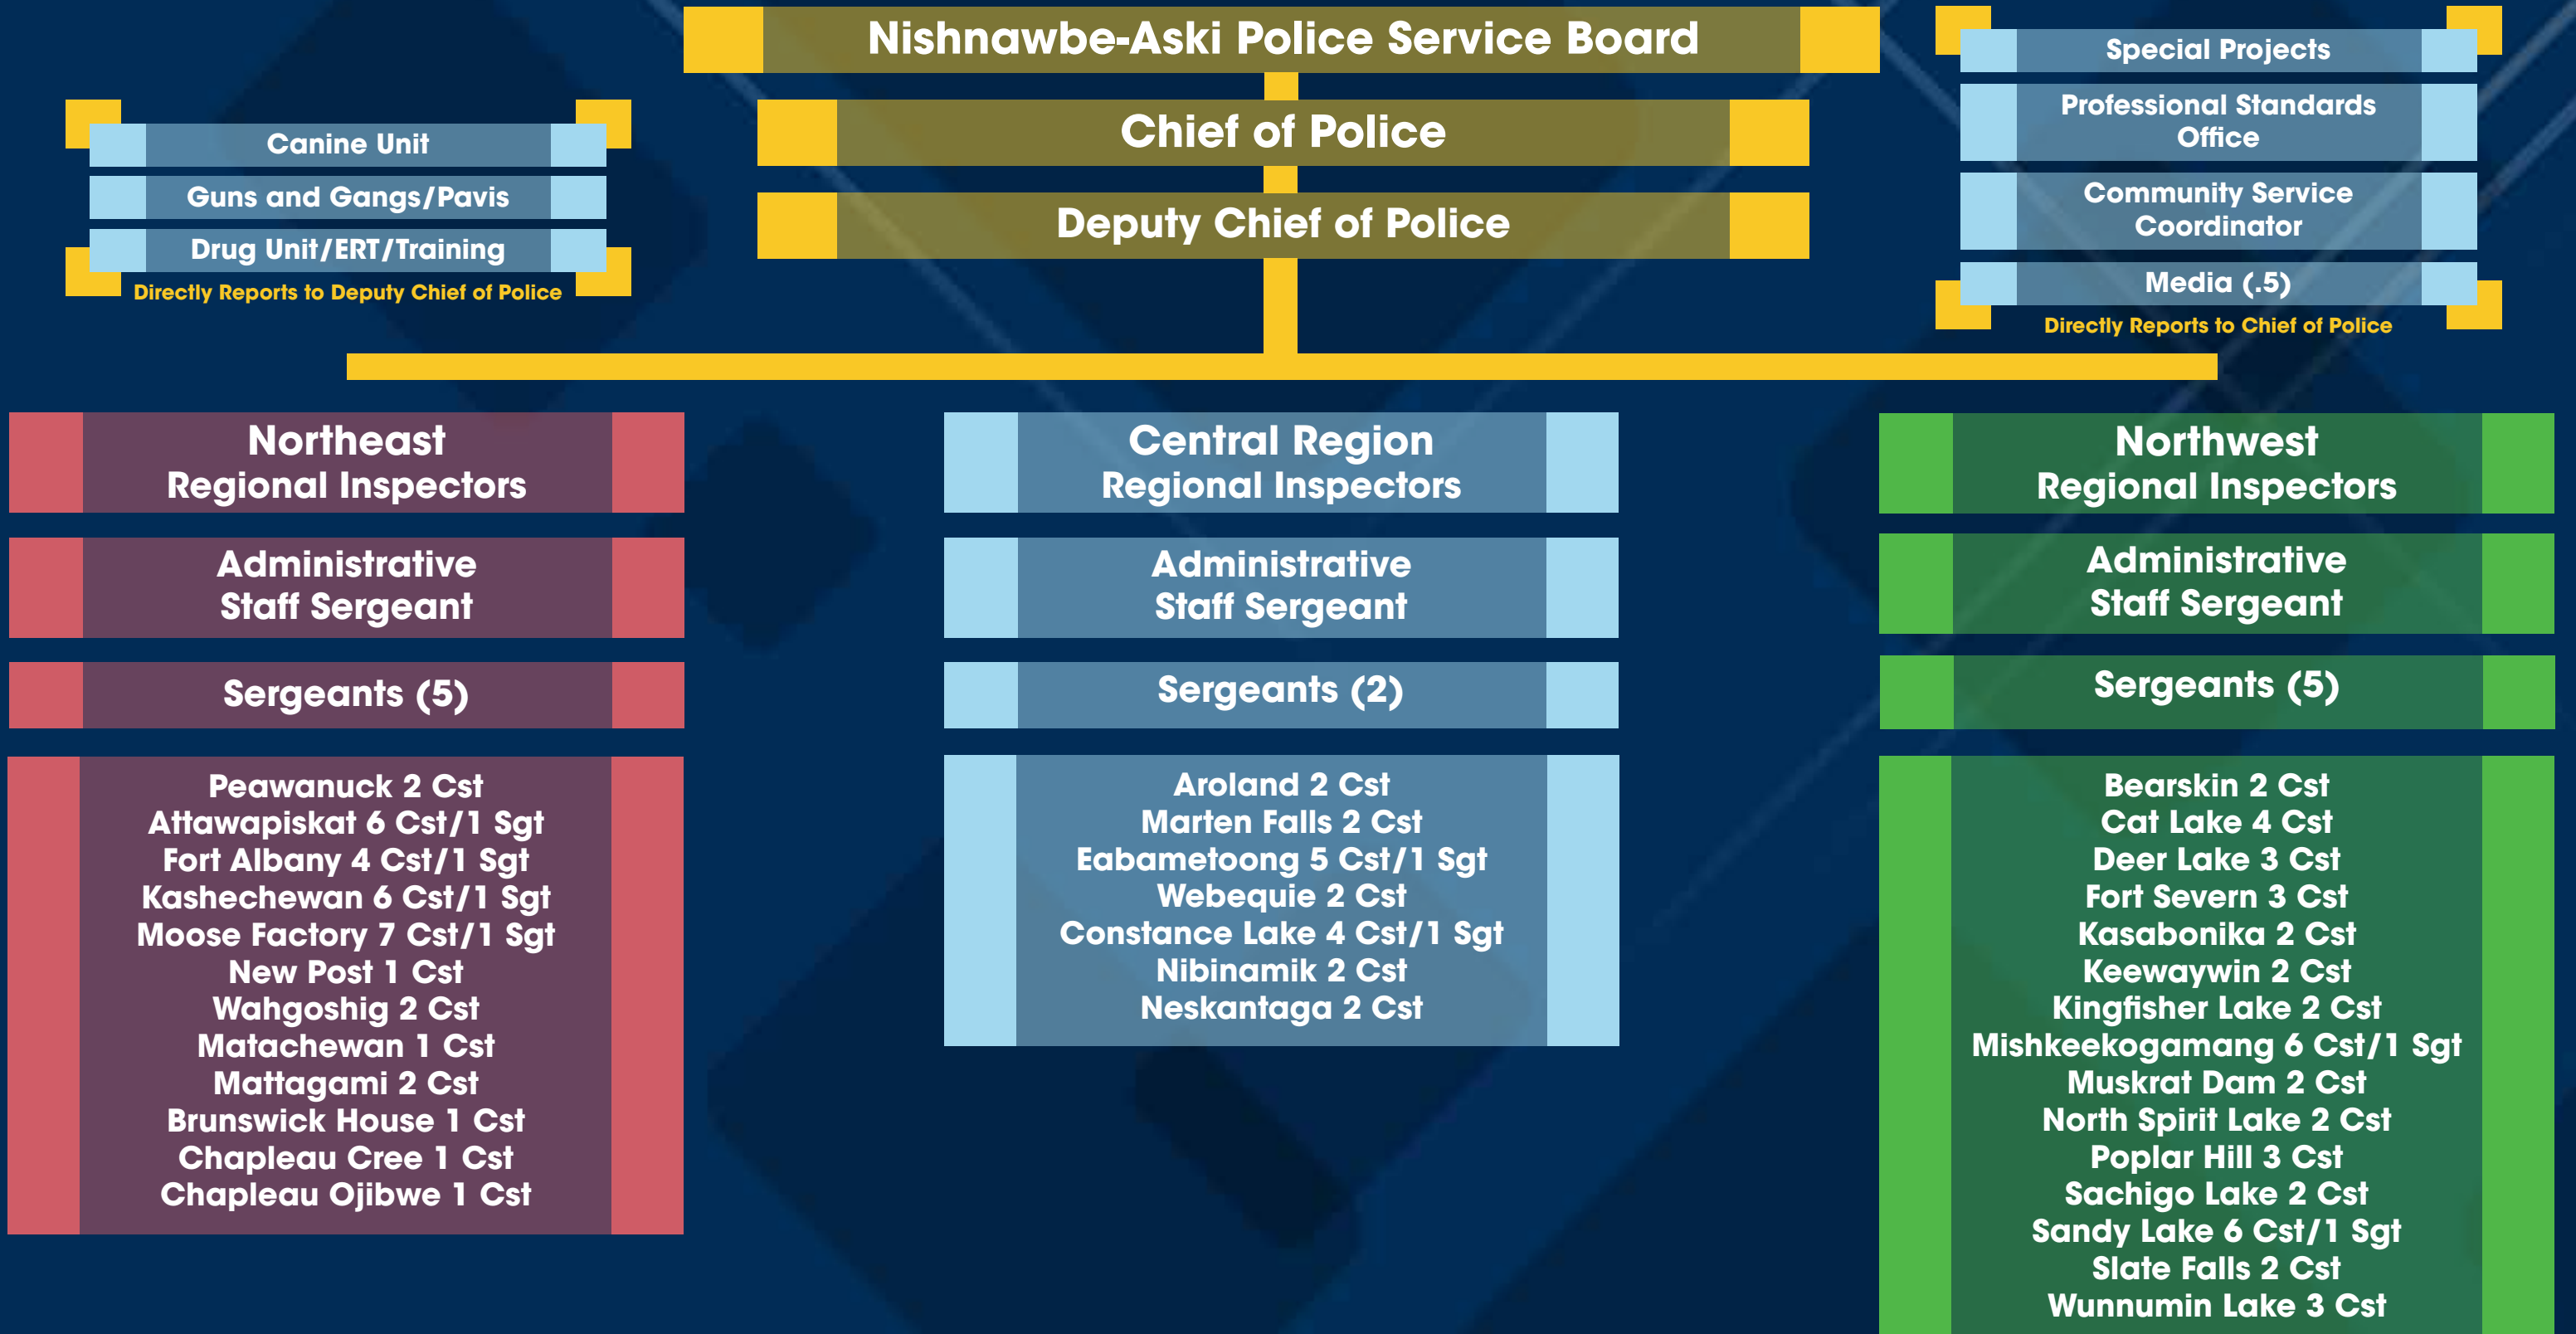 Nishnawbe-Aski Police Service Board
Chief of Police
Deputy Chief of Police
Canine Unit
Guns and Gangs/Pavis
Drug Unit/ERT/Training
Directly Reports to Deputy Chief of Police
Special Projects
Professional Standards
Office
Community Service
Coordinator
Media (.5)
Directly Reports to Chief of Police
Northeast
Regional Inspectors
Administrative
Staff Sergeant
Sergeants (5)
Peawanuck 2 Cst
Attawapiskat 6 Cst/1 Sgt
Fort Albany 4 Cst/1 Sgt
Kashechewan 6 Cst/1 Sgt
Moose Factory 7 Cst/1 Sgt
New Post 1 Cst
Wahgoshig 2 Cst
Matachewan 1 Cst
Mattagami 2 Cst
Brunswick House 1 Cst
Chapleau Cree 1 Cst
Chapleau Ojibwe 1 Cst
Central Region
Regional Inspectors
Administrative
Staff Sergeant
Sergeants (2)
Aroland 2 Cst
Marten Falls 2 Cst
Eabametoong 5 Cst/1 Sgt
Webequie 2 Cst
Constance Lake 4 Cst/1 Sgt
Nibinamik 2 Cst
Neskantaga 2 Cst
Northwest
Regional Inspectors
Administrative
Staff Sergeant
Sergeants (5)
Bearskin 2 Cst
Cat Lake 4 Cst
Deer Lake 3 Cst
Fort Severn 3 Cst
Kasabonika 2 Cst
Keewaywin 2 Cst
Kingfisher Lake 2 Cst
Mishkeekogamang 6 Cst/1 Sgt
Muskrat Dam 2 Cst
North Spirit Lake 2 Cst
Poplar Hill 3 Cst
Sachigo Lake 2 Cst
Sandy Lake 6 Cst/1 Sgt
Slate Falls 2 Cst
Wunnumin Lake 3 Cst